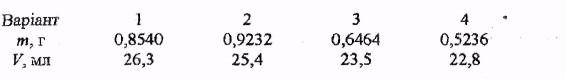 Варіант 1 2 3 4
m, г 0,8540 0,9232 0,6464 0,5236
V, мл 26,3 25,4 23,5 22,8